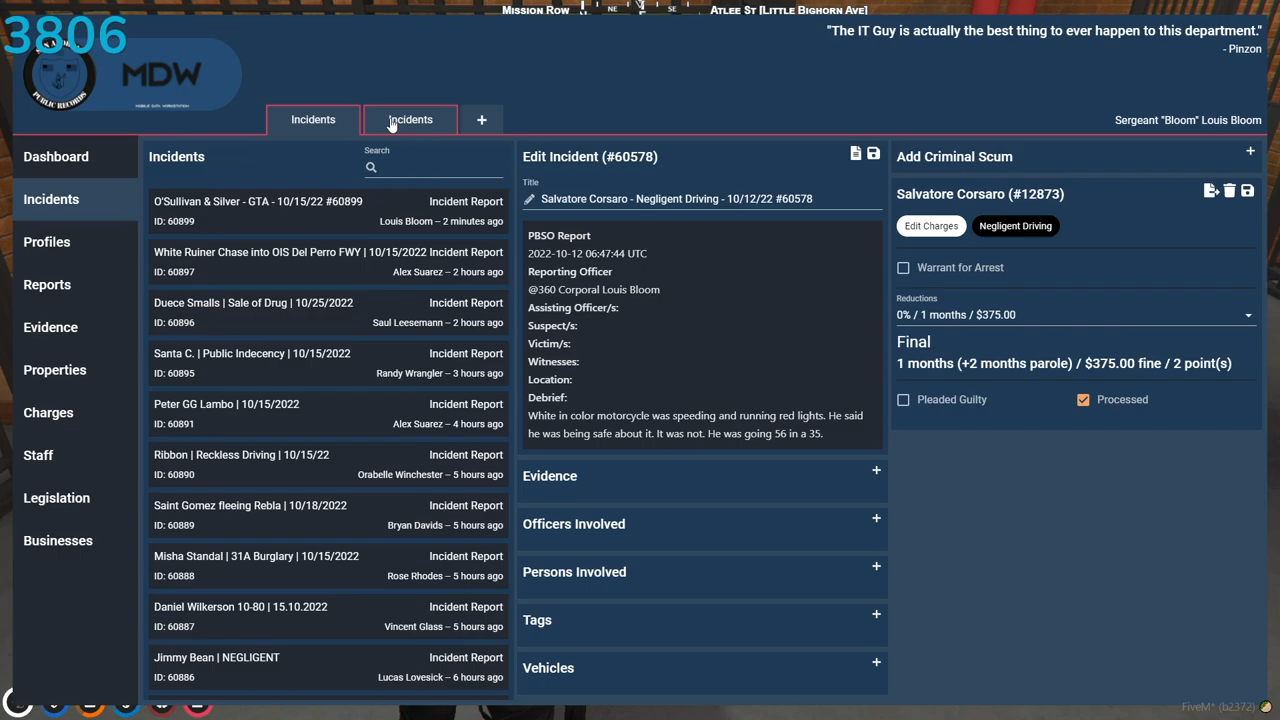 Mission Row
NE
SE
Atlee St [Little Bighorn Ave]
3806
"The IT Guy is actually the best thing to ever happen to this department."
- Pinzon
PUBLIC RECORDS
MDW
MOBILE DATA WORKSTATION
Incidents
Incidents
+
Sergeant "Bloom" Louis Bloom
Dashboard
Incidents
Profiles
Reports
Evidence
Properties
Charges
Staff
Legislation
Businesses
Incidents
Search
O'Sullivan & Silver - GTA - 10/15/22 #60899 Incident Report
ID: 60899 Louis Bloom – 2 minutes ago
White Ruiner Chase into OIS Del Perro FWY | 10/15/2022 Incident Report
ID: 60897 Alex Suarez – 2 hours ago
Duece Smalls | Sale of Drug | 10/25/2022 Incident Report
ID: 60896 Saul Leesemann – 2 hours ago
Santa C. | Public Indecency | 10/15/2022 Incident Report
ID: 60895 Randy Wrangler – 3 hours ago
Peter GG Lambo | 10/15/2022 Incident Report
ID: 60891 Alex Suarez – 4 hours ago
Ribbon | Reckless Driving | 10/15/22 Incident Report
ID: 60890 Orabelle Winchester – 5 hours ago
Saint Gomez fleeing Rebla | 10/18/2022 Incident Report
ID: 60889 Bryan Davids – 5 hours ago
Misha Standal | 31A Burglary | 10/15/2022 Incident Report
ID: 60888 Rose Rhodes – 5 hours ago
Daniel Wilkerson 10-80 | 15.10.2022 Incident Report
ID: 60887 Vincent Glass – 5 hours ago
Jimmy Bean | NEGLIGENT Incident Report
ID: 60886 Lucas Lovesick – 6 hours ago
Edit Incident (#60578)
Title
Salvatore Corsaro - Negligent Driving - 10/12/22 #60578
PBSO Report
2022-10-12 06:47:44 UTC
Reporting Officer
@360 Corporal Louis Bloom
Assisting Officer/s:
Suspect/s:
Victim/s:
Witnesses:
Location:
Debrief:
White in color motorcycle was speeding and running red lights. He said
he was being safe about it. It was not. He was going 56 in a 35.
Evidence +
Officers Involved +
Persons Involved +
Tags +
Vehicles +
Add Criminal Scum +
Salvatore Corsaro (#12873)
Edit Charges Negligent Driving
Warrant for Arrest
Reductions
0% / 1 months / $375.00
Final
1 months (+2 months parole) / $375.00 fine / 2 point(s)
Pleaded Guilty Processed
FiveM* (b2372)